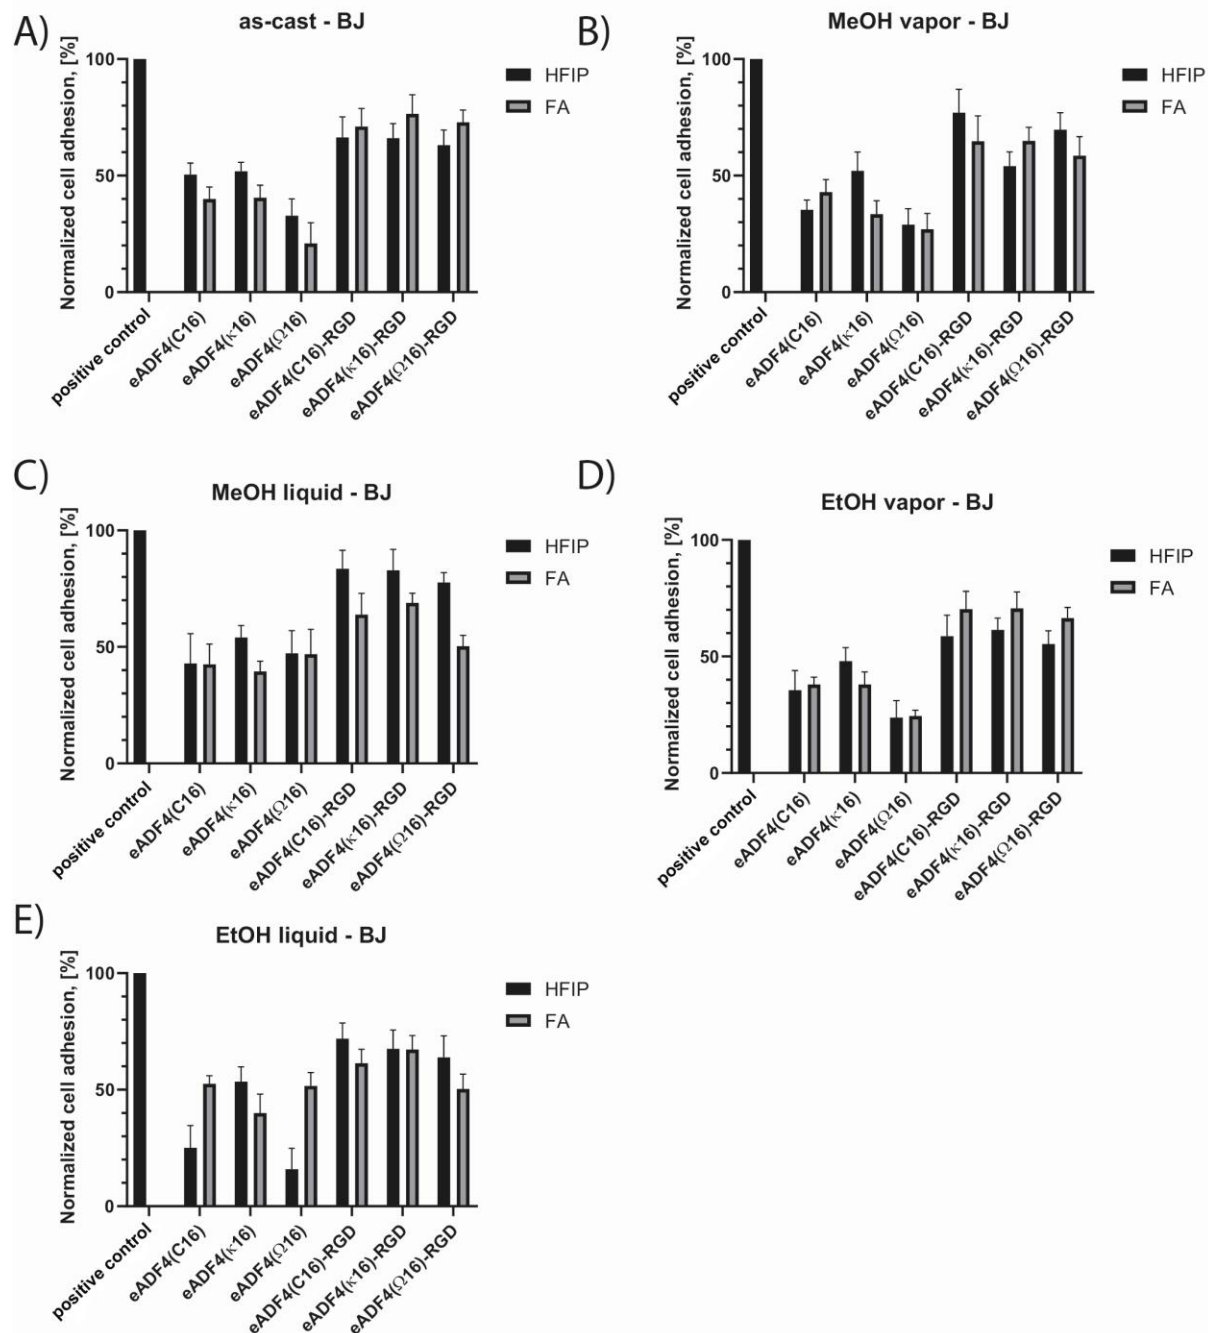 A)
as-cast - BJ
Normalized cell adhesion, [%]
100
50
0
HFIP
FA
positive control
eADF4(C16)
eADF4(κ16)
eADF4(Ω16)
eADF4(C16)-RGD
eADF4(κ16)-RGD
eADF4(Ω16)-RGD
B)
MeOH vapor - BJ
Normalized cell adhesion, [%]
100
50
0
HFIP
FA
positive control
eADF4(C16)
eADF4(κ16)
eADF4(Ω16)
eADF4(C16)-RGD
eADF4(κ16)-RGD
eADF4(Ω16)-RGD
C)
MeOH liquid - BJ
Normalized cell adhesion, [%]
100
50
0
HFIP
FA
positive control
eADF4(C16)
eADF4(κ16)
eADF4(Ω16)
eADF4(C16)-RGD
eADF4(κ16)-RGD
eADF4(Ω16)-RGD
D)
EtOH vapor - BJ
Normalized cell adhesion, [%]
100
50
0
HFIP
FA
positive control
eADF4(C16)
eADF4(κ16)
eADF4(Ω16)
eADF4(C16)-RGD
eADF4(κ16)-RGD
eADF4(Ω16)-RGD
E)
EtOH liquid - BJ
Normalized cell adhesion, [%]
100
50
0
HFIP
FA
positive control
eADF4(C16)
eADF4(κ16)
eADF4(Ω16)
eADF4(C16)-RGD
eADF4(κ16)-RGD
eADF4(Ω16)-RGD